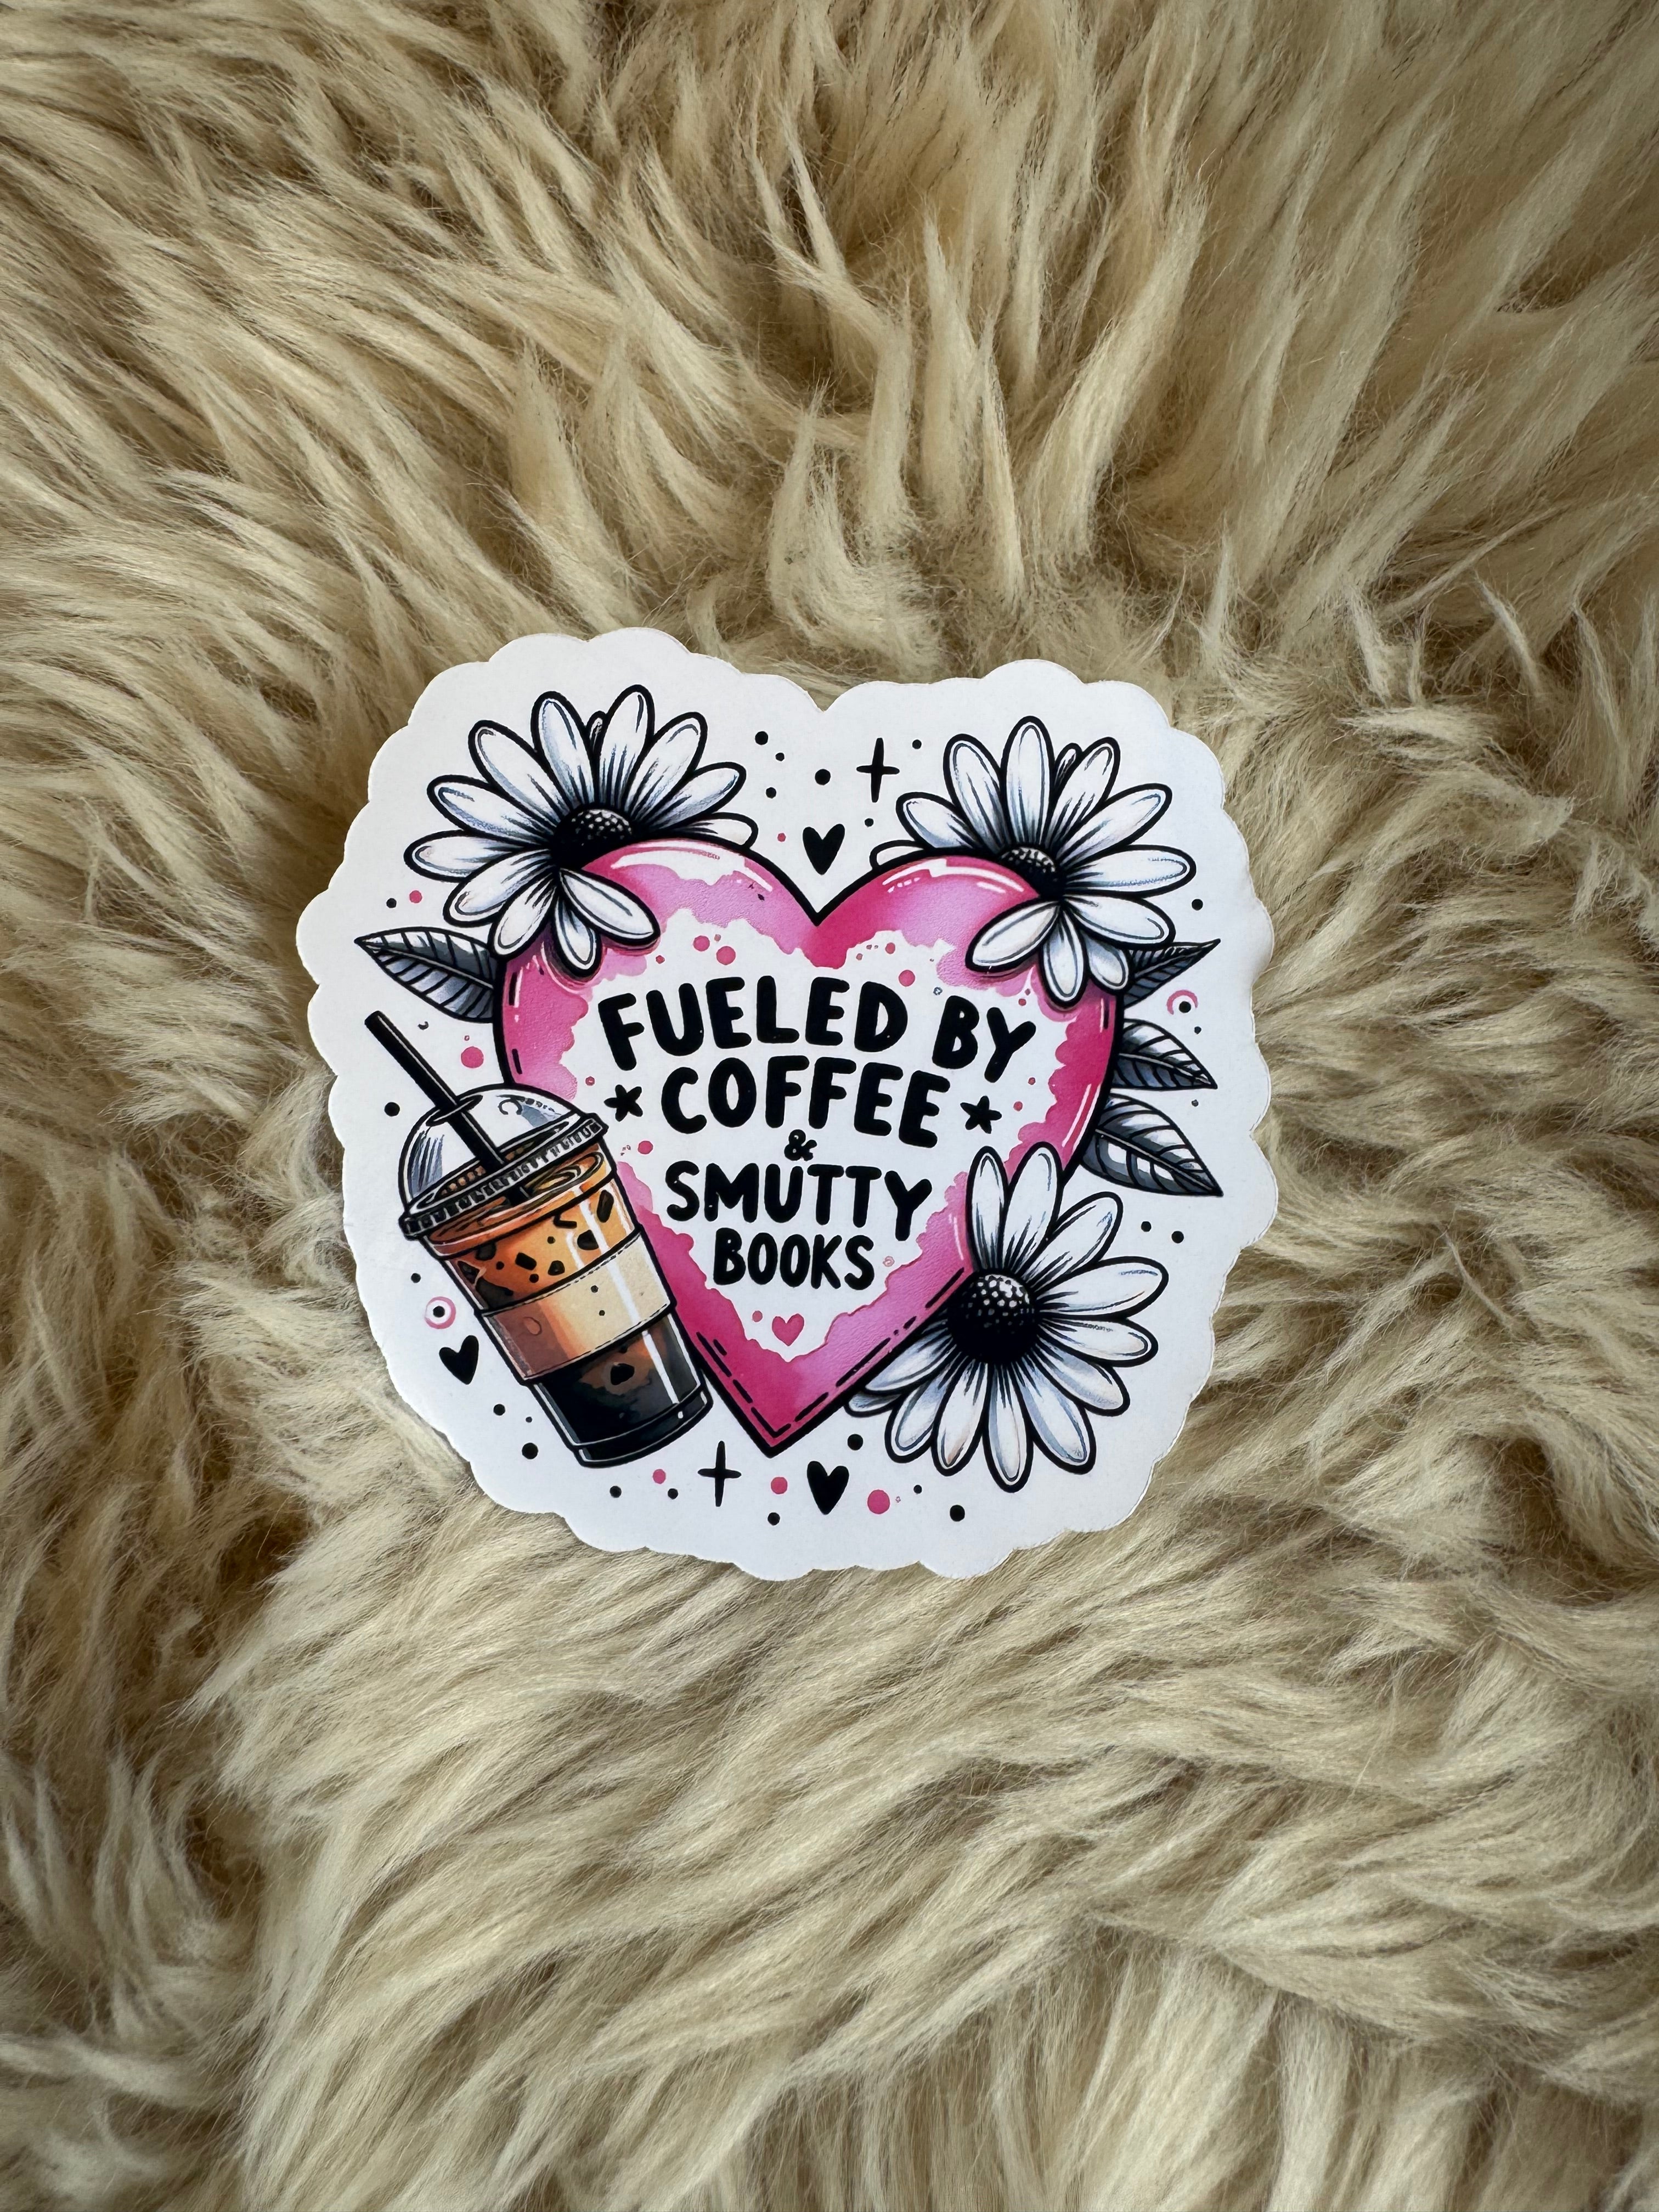 FUELED BY
COFFEE
&
SMUTTY
BOOKS